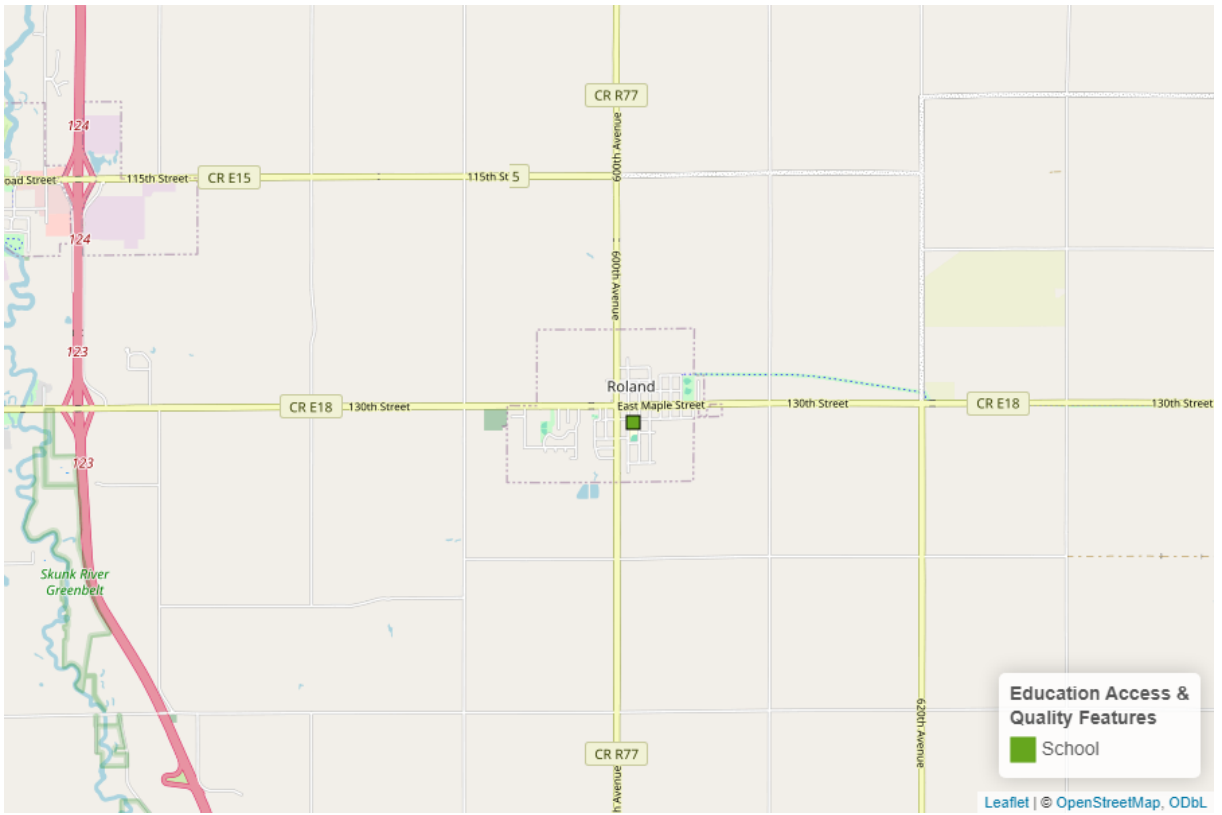 CR R77
124
600th Avenue
oad Street
115th Street
CR E15
115th St
5
124
600th Avenue
123
Roland
CR E18
130th Street
East Maple Street
130th Street
CR E18
130th Street
123
Skunk River
Greenbelt
620th Avenue
Education Access &
Quality Features
School
CR R77
h Avenue
Leaflet | © OpenStreetMap, ODbL